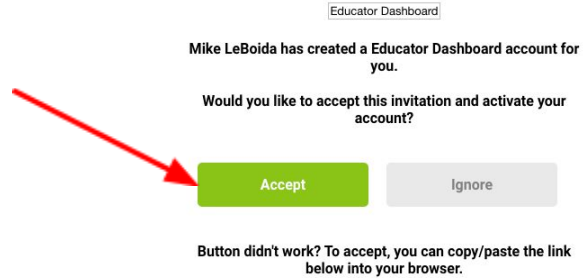 Educator Dashboard
Mike LeBoida has created a Educator Dashboard account for
you.
Would you like to accept this invitation and activate your
account?
Accept
Ignore
Button didn't work? To accept, you can copy/paste the link
below into your browser.